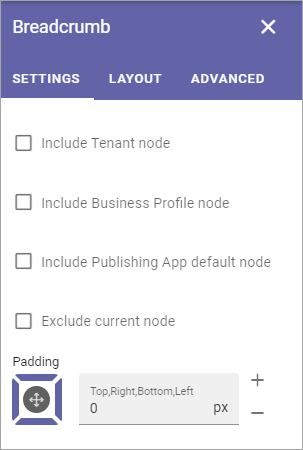 Breadcrumb
SETTINGS LAYOUT ADVANCED
Include Tenant node
Include Business Profile node
Include Publishing App default node
Exclude current node
Padding
Top,Right,Bottom,Left
0 px